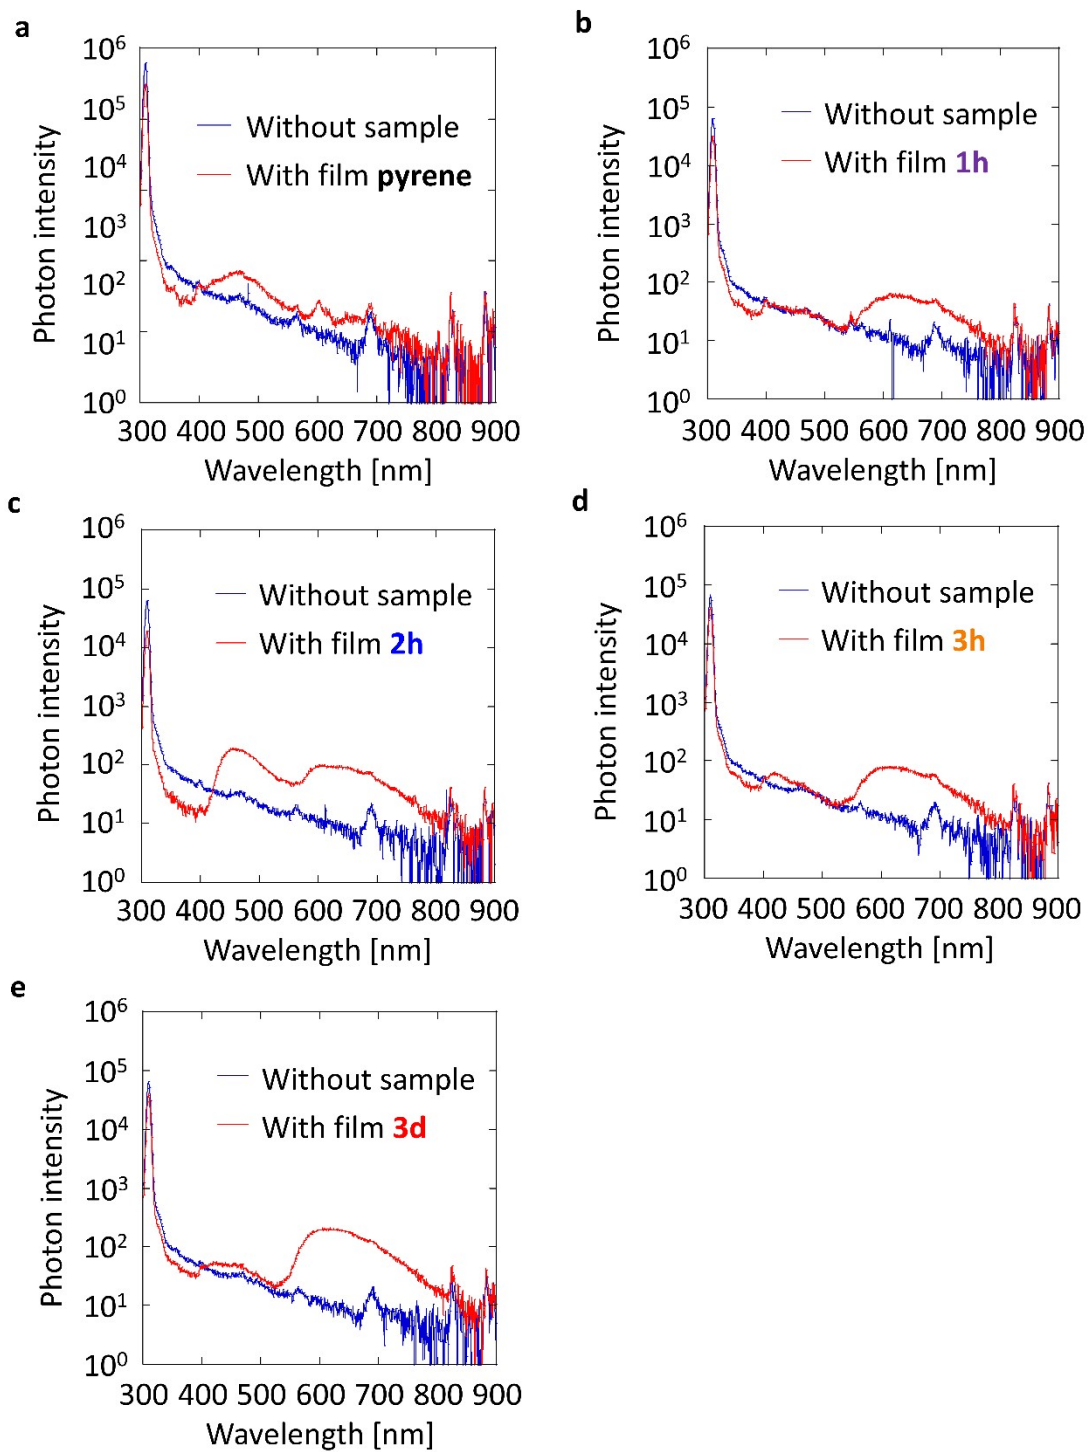 a
10⁶
10⁵
10⁴
10³
10²
10¹
10⁰
Photon intensity
Without sample
With film pyrene
300 400 500 600 700 800 900
Wavelength [nm]
b
10⁶
10⁵
10⁴
10³
10²
10¹
10⁰
Photon intensity
Without sample
With film 1h
300 400 500 600 700 800 900
Wavelength [nm]
c
10⁶
10⁵
10⁴
10³
10²
10¹
10⁰
Photon intensity
Without sample
With film 2h
300 400 500 600 700 800 900
Wavelength [nm]
d
10⁶
10⁵
10⁴
10³
10²
10¹
10⁰
Photon intensity
Without sample
With film 3h
300 400 500 600 700 800 900
Wavelength [nm]
e
10⁶
10⁵
10⁴
10³
10²
10¹
10⁰
Photon intensity
Without sample
With film 3d
300 400 500 600 700 800 900
Wavelength [nm]